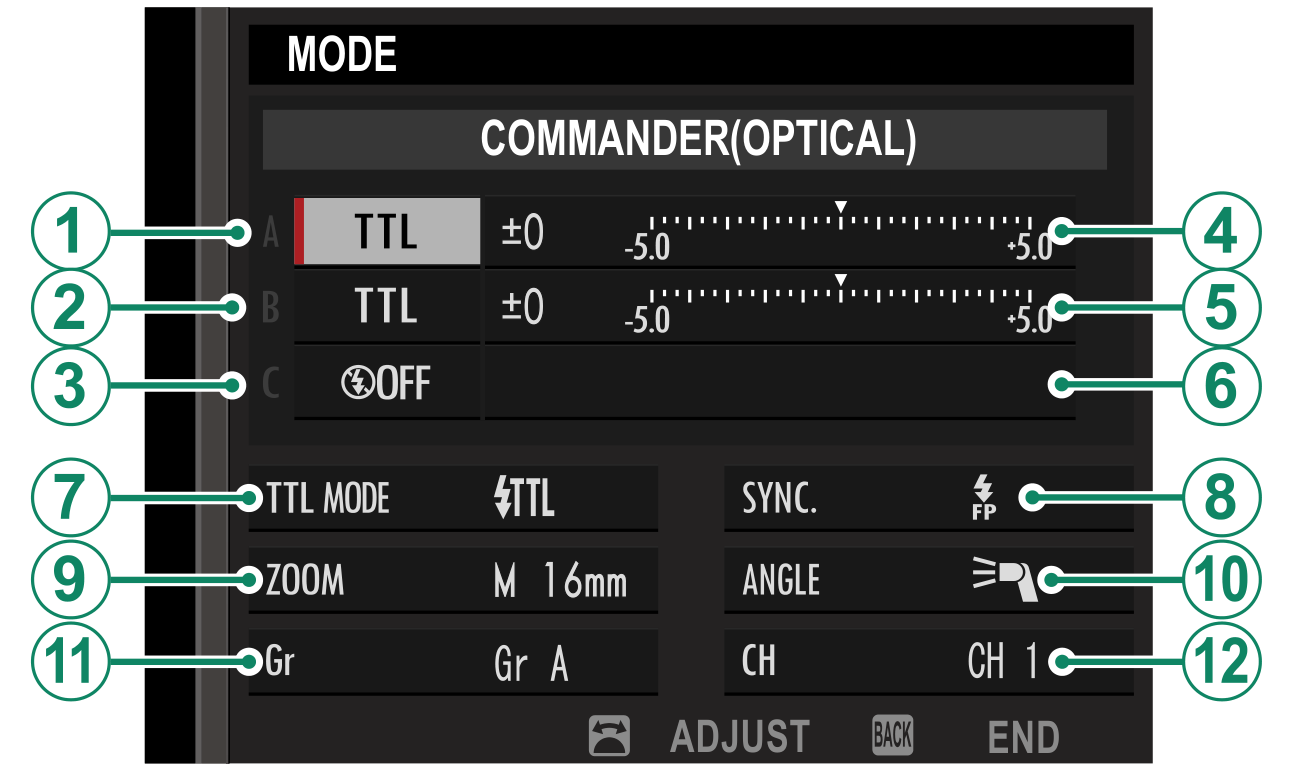 MODE
COMMANDER(OPTICAL)
1 A TTL ±0 -5.0 +5.0 4
2 B TTL ±0 -5.0 +5.0 5
3 C OFF 6
7 TTL MODE TTL SYNC. FP 8
9 ZOOM M 16mm ANGLE 10
11 Gr Gr A CH CH 1 12
ADJUST BACK END